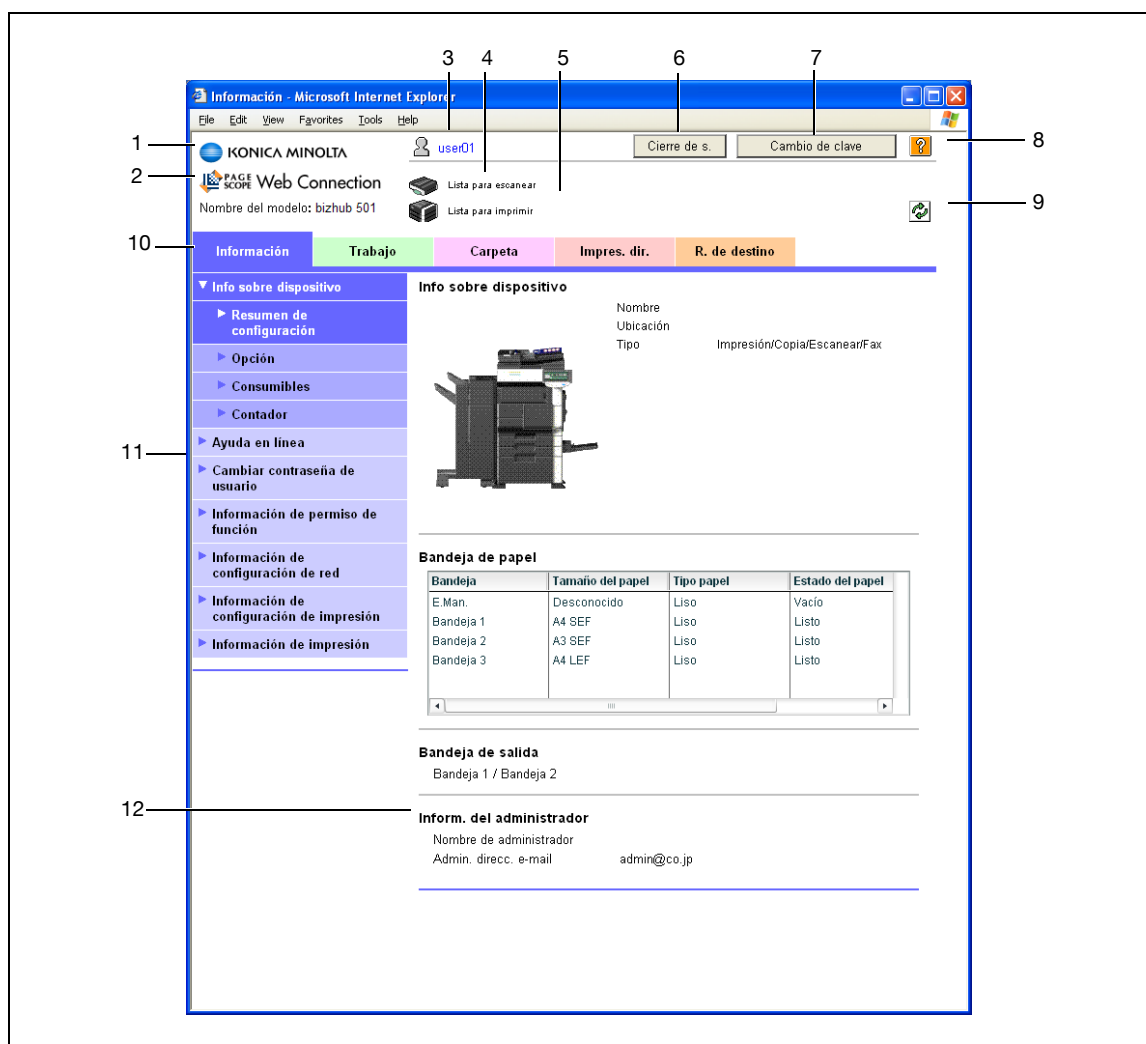 3 4 5 6 7
Información - Microsoft Internet Explorer
File Edit View Favorites Tools Help
1 KONICA MINOLTA user01 Cierre de s. Cambio de clave ? 8
2 PAGE SCOPE Web Connection Lista para escanear
Nombre del modelo: bizhub 501 Lista para imprimir 9
10 Información Trabajo Carpeta Impres. dir. R. de destino
Info sobre dispositivo
Resumen de
configuración
Opción
Consumibles
Contador
11 Ayuda en línea
Cambiar contraseña de
usuario
Información de permiso de
función
Información de
configuración de red
Información de
configuración de impresión
Información de impresión
Info sobre dispositivo
Nombre
Ubicación
Tipo Impresión/Copia/Escanear/Fax
Bandeja de papel
Bandeja Tamaño del papel Tipo papel Estado del papel
E.Man. Desconocido Liso Vacío
Bandeja 1 A4 SEF Liso Listo
Bandeja 2 A3 SEF Liso Listo
Bandeja 3 A4 LEF Liso Listo
Bandeja de salida
Bandeja 1 / Bandeja 2
12 Inform. del administrador
Nombre de administrador
Admin. direcc. e-mail admin@co.jp